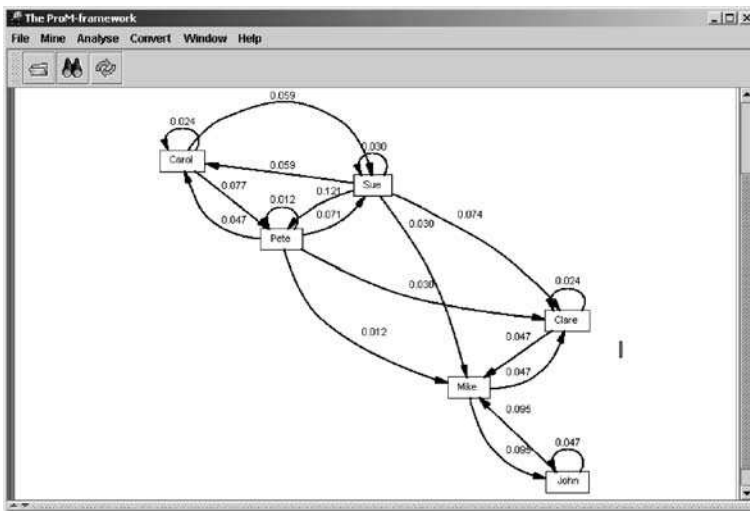 The ProM-framework
File Mine Analyse Convert Window Help
0.059
0.024
0.030
Carol
0.059
Sue
0.077
0.012
0.121
0.047
0.071
0.030
0.074
Pete
0.030
0.024
Clare
0.012
0.047
0.047
Mike
0.095
0.095
0.047
John